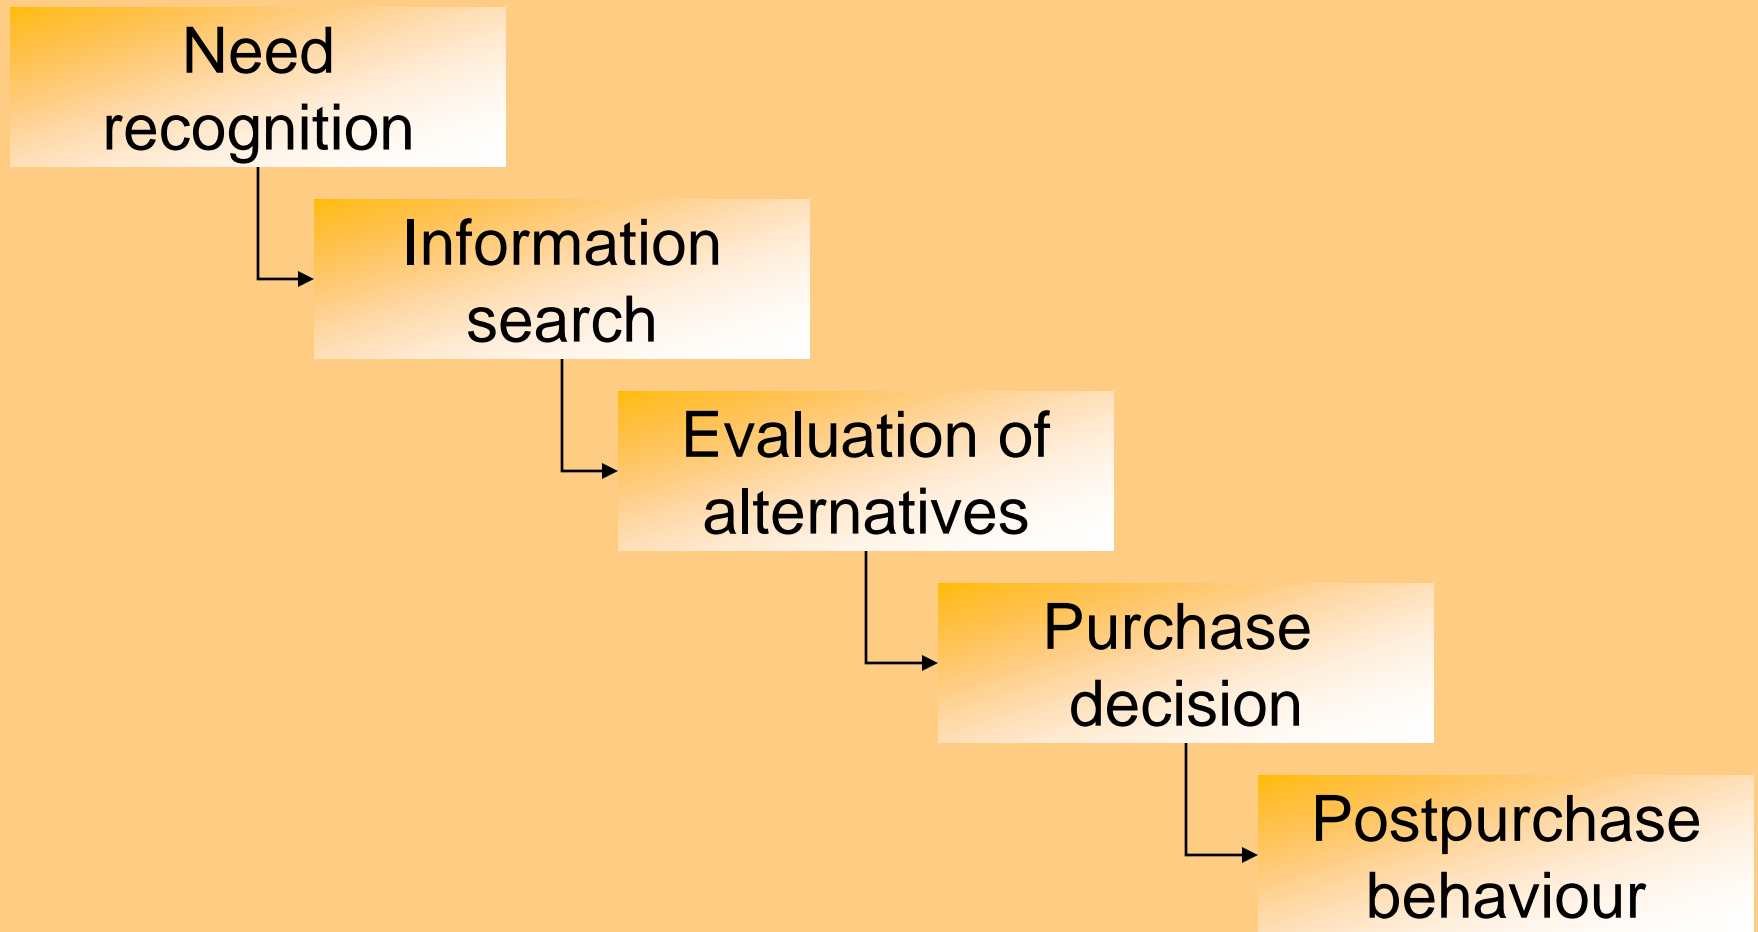 Need
recognition
Information
search
Evaluation of
alternatives
Purchase
decision
Postpurchase
behaviour